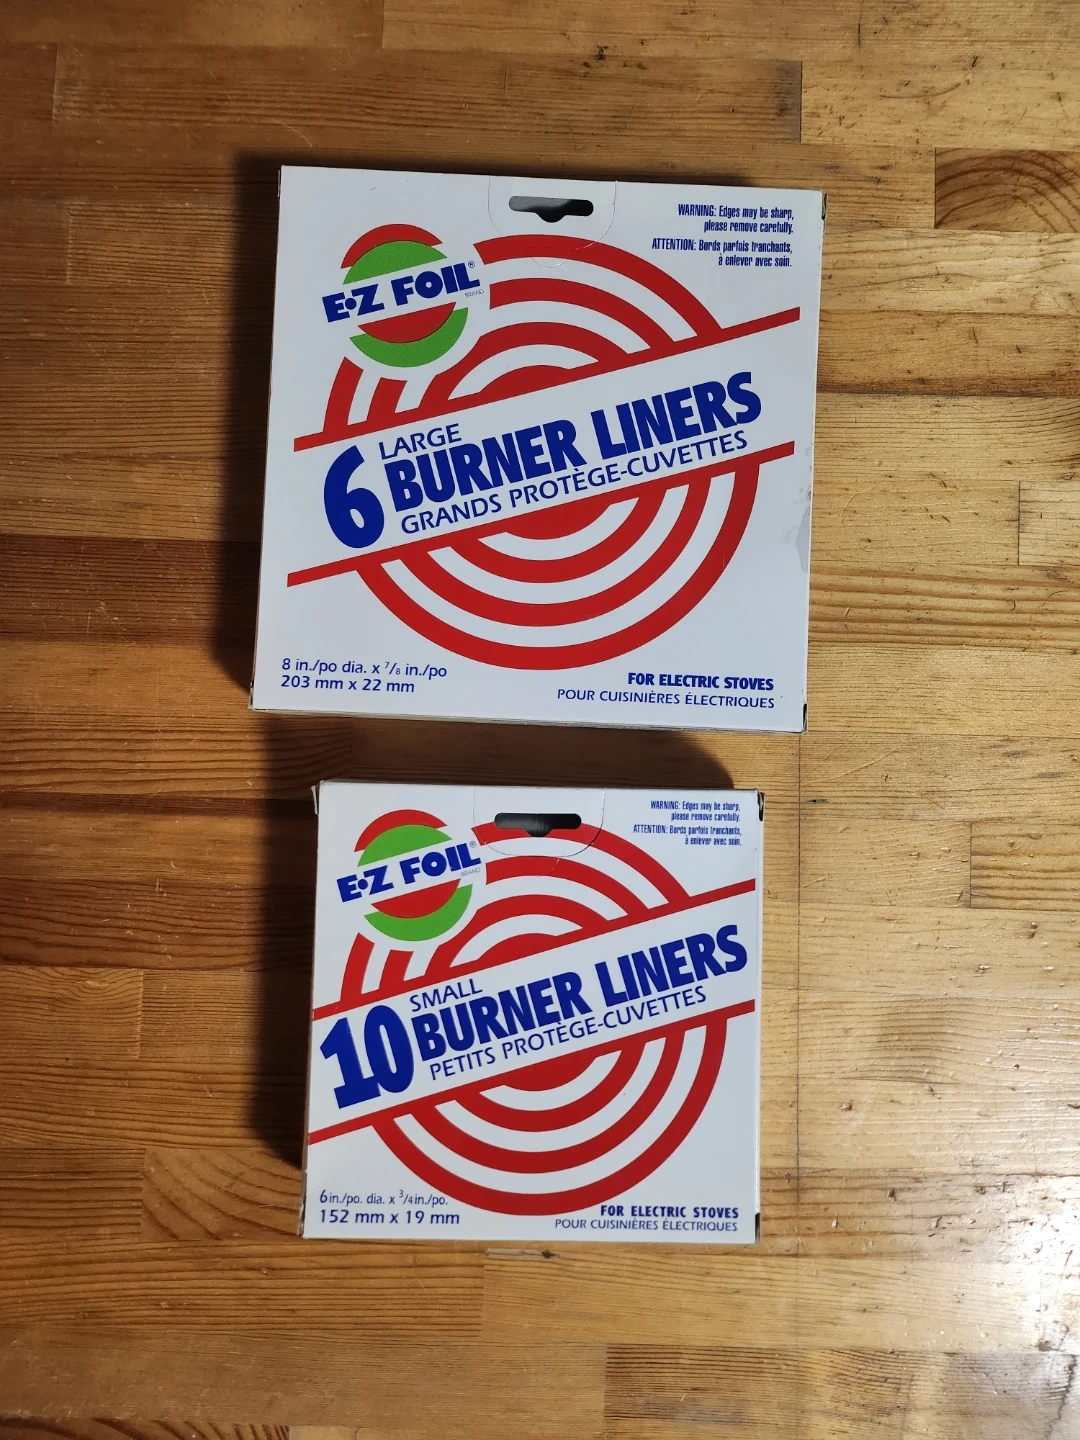 WARNING: Edges may be sharp,
please remove carefully.
ATTENTION: Bords parfois tranchants,
à enlever avec soin.
E•Z FOIL®
BRAND
6 LARGE
BURNER LINERS
GRANDS PROTÈGE-CUVETTES
8 in./po dia. x 7/8 in./po
203 mm x 22 mm
FOR ELECTRIC STOVES
POUR CUISINIÈRES ÉLECTRIQUES
WARNING: Edges may be sharp,
please remove carefully.
ATTENTION: Bords parfois tranchants,
à enlever avec soin.
E•Z FOIL®
BRAND
10 SMALL
BURNER LINERS
PETITS PROTÈGE-CUVETTES
6 in./po. dia. x 3/4 in./po.
152 mm x 19 mm
FOR ELECTRIC STOVES
POUR CUISINIÈRES ÉLECTRIQUES